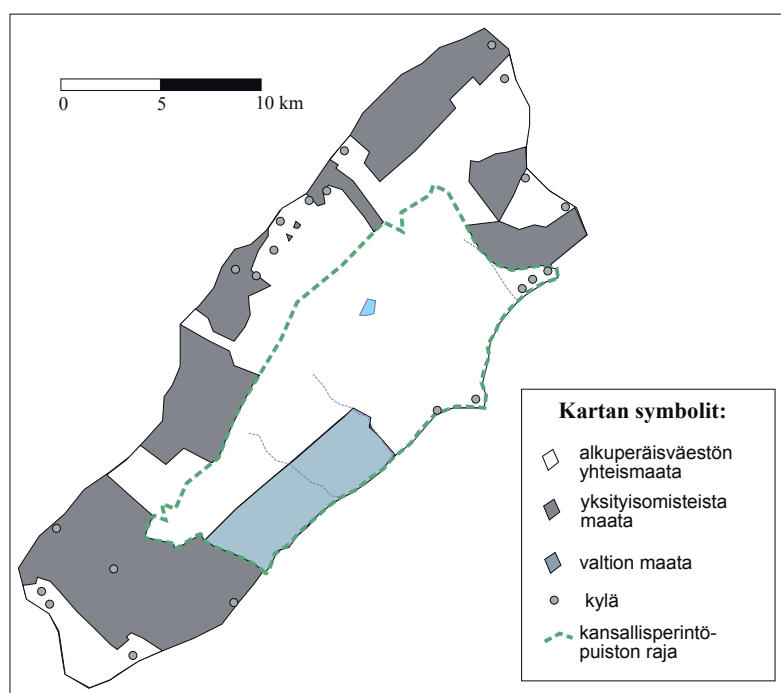 0 5 10 km
Kartan symbolit:
alkuperäisväestön
yhteismaata
yksityisomisteista
maata
valtion maata
kylä
kansallisperintö-
puiston raja